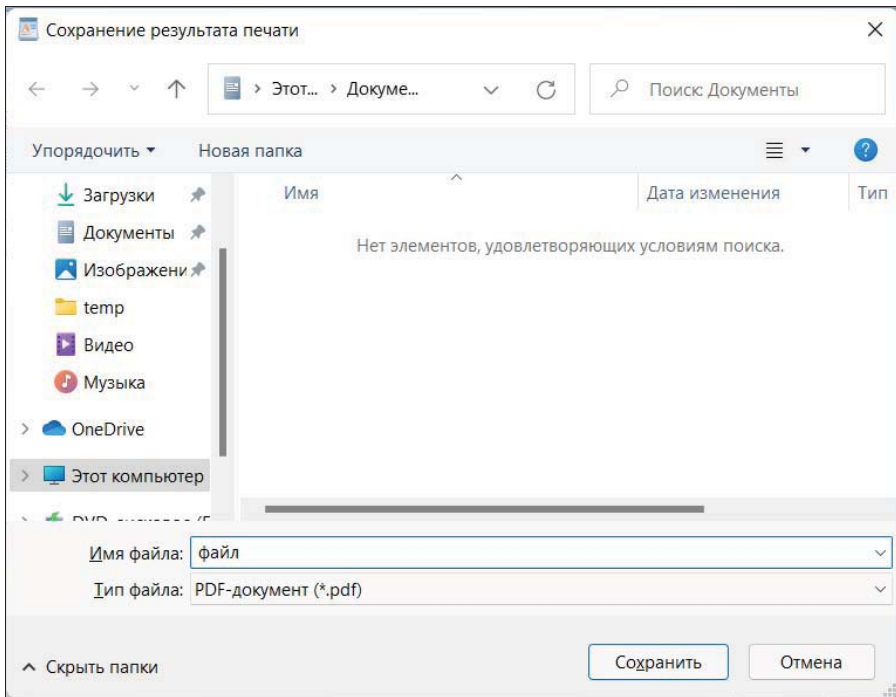 Сохранение результата печати
Этот... Докуме... Поиск: Документы
Упорядочить Новая папка
Имя Дата изменения Тип
Загрузки
Документы
Нет элементов, удовлетворяющих условиям поиска.
Изображени
temp
Видео
Музыка
OneDrive
Этот компьютер
Имя файла: файл
Тип файла: PDF-документ (*.pdf)
Скрыть папки Сохранить Отмена